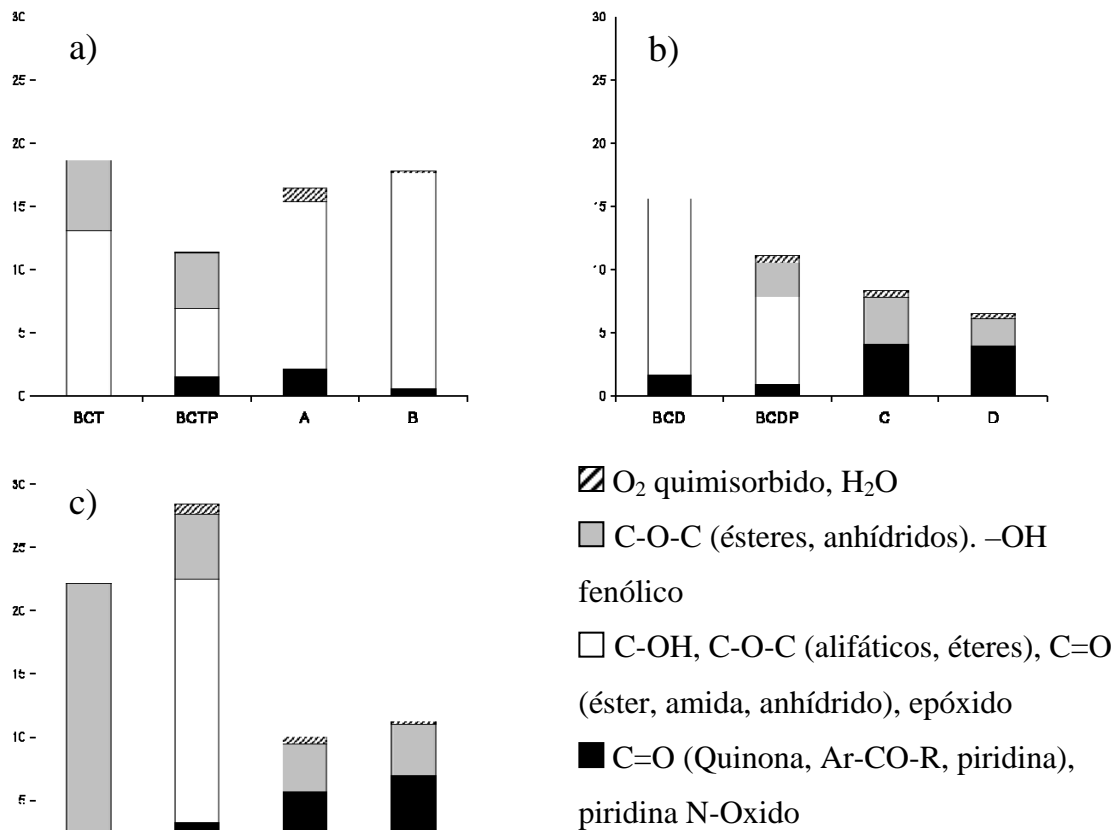 a)
30
25
20
15
10
5
0
BCT BCTP A B
b)
30
25
20
15
10
5
0
BCD BCDP C D
c)
30
25
20
15
10
5
O₂ quimisorbido, H₂O
C-O-C (ésteres, anhídridos). –OH
fenólico
C-OH, C-O-C (alifáticos, éteres), C=O
(éster, amida, anhídrido), epóxido
C=O (Quinona, Ar-CO-R, piridina),
piridina N-Oxido